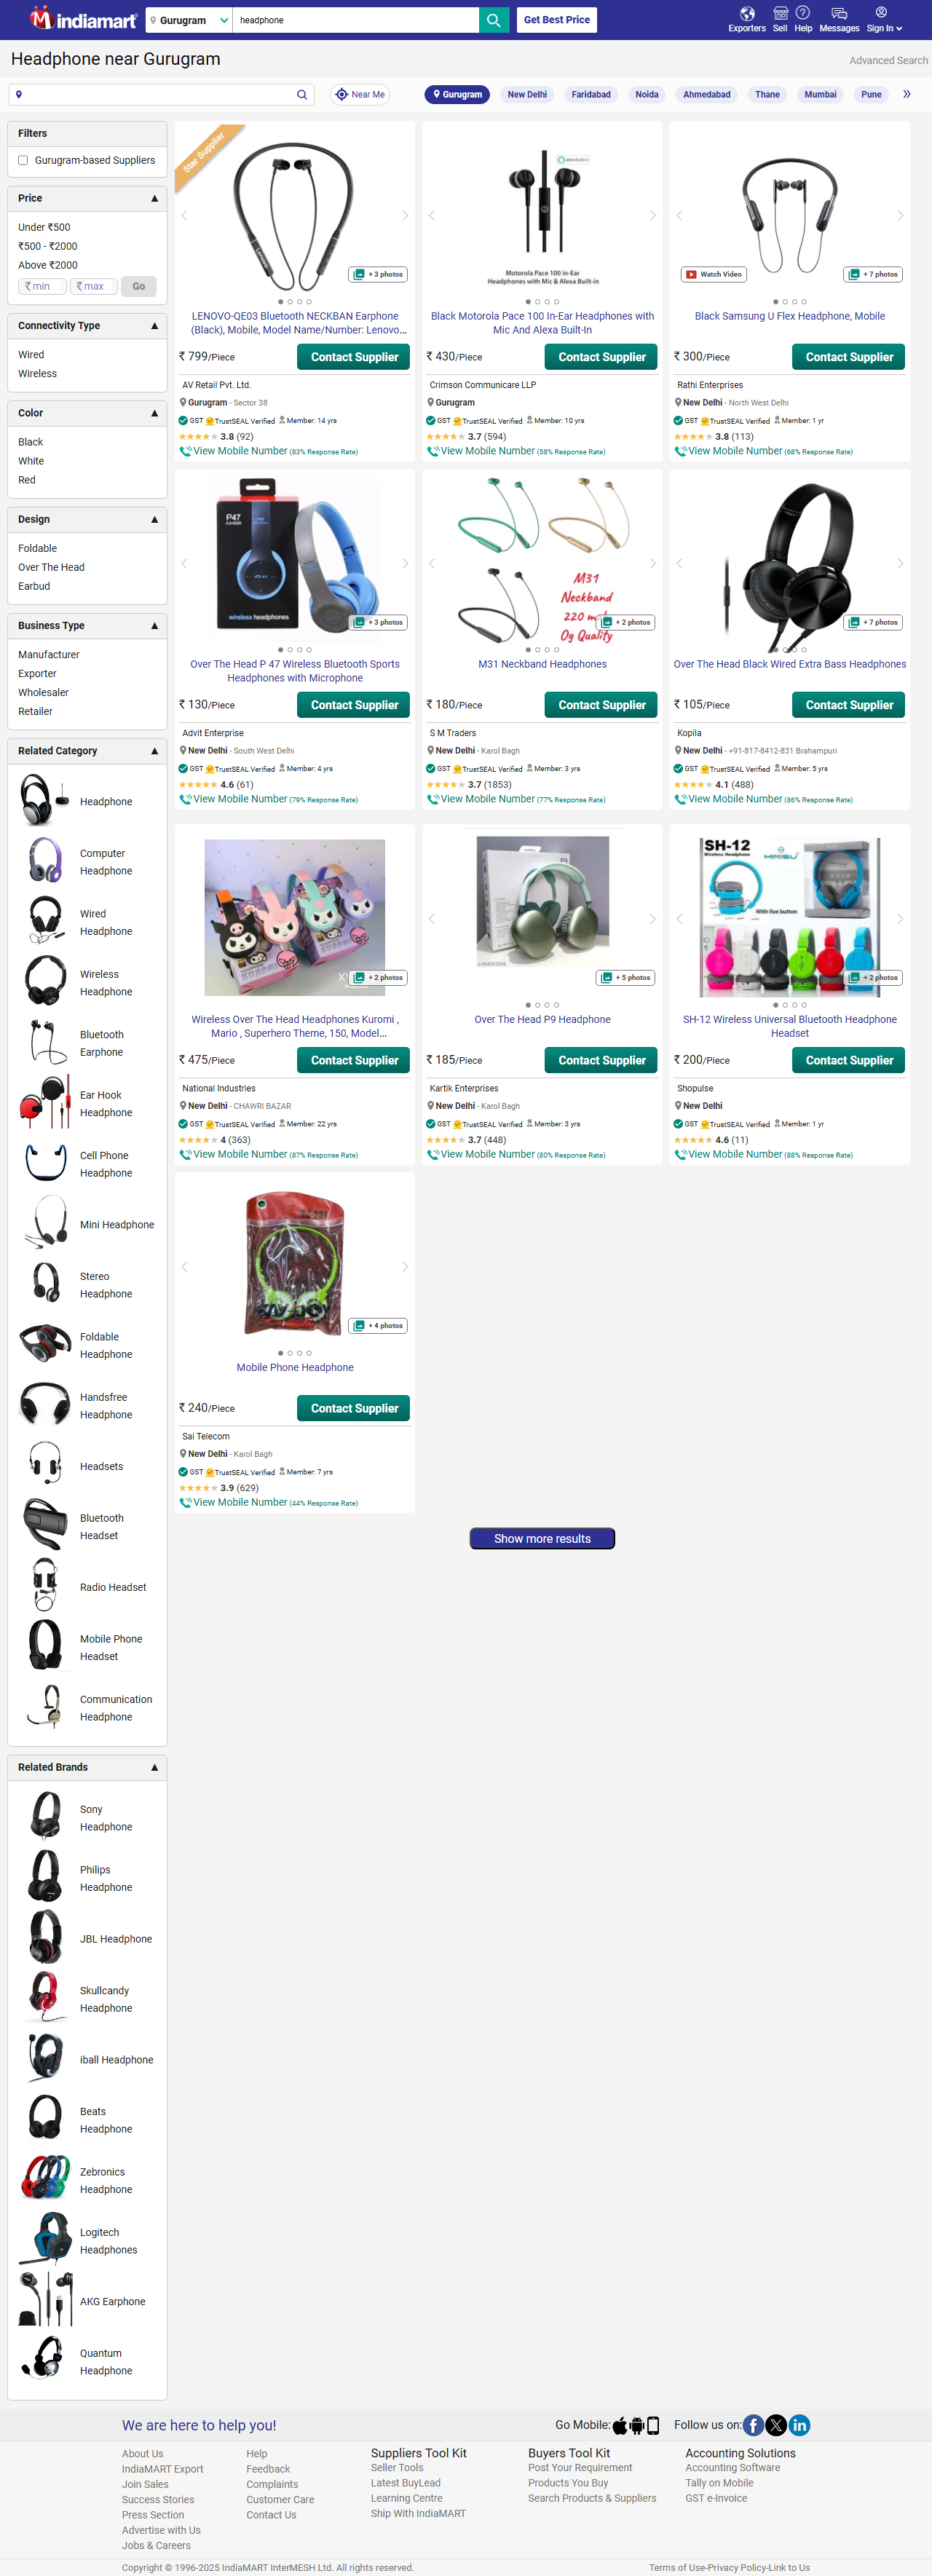 indiamart
Gurugram
headphone
Get Best Price
Exporters
Sell
Help
Messages
Sign In
Headphone near Gurugram
Advanced Search
Near Me
Gurugram
New Delhi
Faridabad
Noida
Ahmedabad
Thane
Mumbai
Pune
Filters
Gurugram-based Suppliers
Price
Under ₹500
₹500 - ₹2000
Above ₹2000
₹ min
₹ max
Go
Connectivity Type
Wired
Wireless
Color
Black
White
Red
Design
Foldable
Over The Head
Earbud
Business Type
Manufacturer
Exporter
Wholesaler
Retailer
Related Category
Headphone
Computer
Headphone
Wired
Headphone
Wireless
Headphone
Bluetooth
Earphone
Ear Hook
Headphone
Cell Phone
Headphone
Mini Headphone
Stereo
Headphone
Foldable
Headphone
Handsfree
Headphone
Headsets
Bluetooth
Headset
Radio Headset
Mobile Phone
Headset
Communication
Headphone
Related Brands
Sony
Headphone
Philips
Headphone
JBL Headphone
Skullcandy
Headphone
iball Headphone
Beats
Headphone
Zebronics
Headphone
Logitech
Headphones
AKG Earphone
Quantum
Headphone
Star Supplier
+ 3 photos
LENOVO-QE03 Bluetooth NECKBAN Earphone
(Black), Mobile, Model Name/Number: Lenovo...
₹ 799/Piece
Contact Supplier
AV Retail Pvt. Ltd.
Gurugram - Sector 38
GST TrustSEAL Verified Member: 14 yrs
3.8 (92)
View Mobile Number (83% Response Rate)
alexa built-in
Motorola Pace 100 in-Ear
Headphones with Mic & Alexa Built-in
Black Motorola Pace 100 In-Ear Headphones with
Mic And Alexa Built-In
₹ 430/Piece
Contact Supplier
Crimson Communicare LLP
Gurugram
GST TrustSEAL Verified Member: 10 yrs
3.7 (594)
View Mobile Number (58% Response Rate)
Watch Video
+ 7 photos
Black Samsung U Flex Headphone, Mobile
₹ 300/Piece
Contact Supplier
Rathi Enterprises
New Delhi - North West Delhi
GST TrustSEAL Verified Member: 1 yr
3.8 (113)
View Mobile Number (68% Response Rate)
P47
wireless headphones
+ 3 photos
Over The Head P 47 Wireless Bluetooth Sports
Headphones with Microphone
₹ 130/Piece
Contact Supplier
Advit Enterprise
New Delhi - South West Delhi
GST TrustSEAL Verified Member: 4 yrs
4.6 (61)
View Mobile Number (79% Response Rate)
M31
Neckband
220 m
Og Quality
+ 2 photos
M31 Neckband Headphones
₹ 180/Piece
Contact Supplier
S M Traders
New Delhi - Karol Bagh
GST TrustSEAL Verified Member: 3 yrs
3.7 (1853)
View Mobile Number (77% Response Rate)
+ 7 photos
Over The Head Black Wired Extra Bass Headphones
₹ 105/Piece
Contact Supplier
Kopila
New Delhi - +91-817-8412-831 Brahampuri
GST TrustSEAL Verified Member: 5 yrs
4.1 (488)
View Mobile Number (86% Response Rate)
+ 2 photos
Wireless Over The Head Headphones Kuromi ,
Mario , Superhero Theme, 150, Model...
₹ 475/Piece
Contact Supplier
National Industries
New Delhi - CHAWRI BAZAR
GST TrustSEAL Verified Member: 22 yrs
4 (363)
View Mobile Number (87% Response Rate)
P9
+ 5 photos
Over The Head P9 Headphone
₹ 185/Piece
Contact Supplier
Kartik Enterprises
New Delhi - Karol Bagh
GST TrustSEAL Verified Member: 3 yrs
3.7 (448)
View Mobile Number (80% Response Rate)
SH-12
Wireless Headphone
With five button
+ 2 photos
SH-12 Wireless Universal Bluetooth Headphone
Headset
₹ 200/Piece
Contact Supplier
Shopulse
New Delhi
GST TrustSEAL Verified Member: 1 yr
4.6 (11)
View Mobile Number (88% Response Rate)
+ 4 photos
Mobile Phone Headphone
₹ 240/Piece
Contact Supplier
Sai Telecom
New Delhi - Karol Bagh
GST TrustSEAL Verified Member: 7 yrs
3.9 (629)
View Mobile Number (44% Response Rate)
Show more results
We are here to help you!
Go Mobile:
Follow us on:
About Us
IndiaMART Export
Join Sales
Success Stories
Press Section
Advertise with Us
Jobs & Careers
Help
Feedback
Complaints
Customer Care
Contact Us
Suppliers Tool Kit
Seller Tools
Latest BuyLead
Learning Centre
Ship With IndiaMART
Buyers Tool Kit
Post Your Requirement
Products You Buy
Search Products & Suppliers
Accounting Solutions
Accounting Software
Tally on Mobile
GST e-Invoice
Copyright © 1996-2025 IndiaMART InterMESH Ltd. All rights reserved.
Terms of Use-Privacy Policy-Link to Us